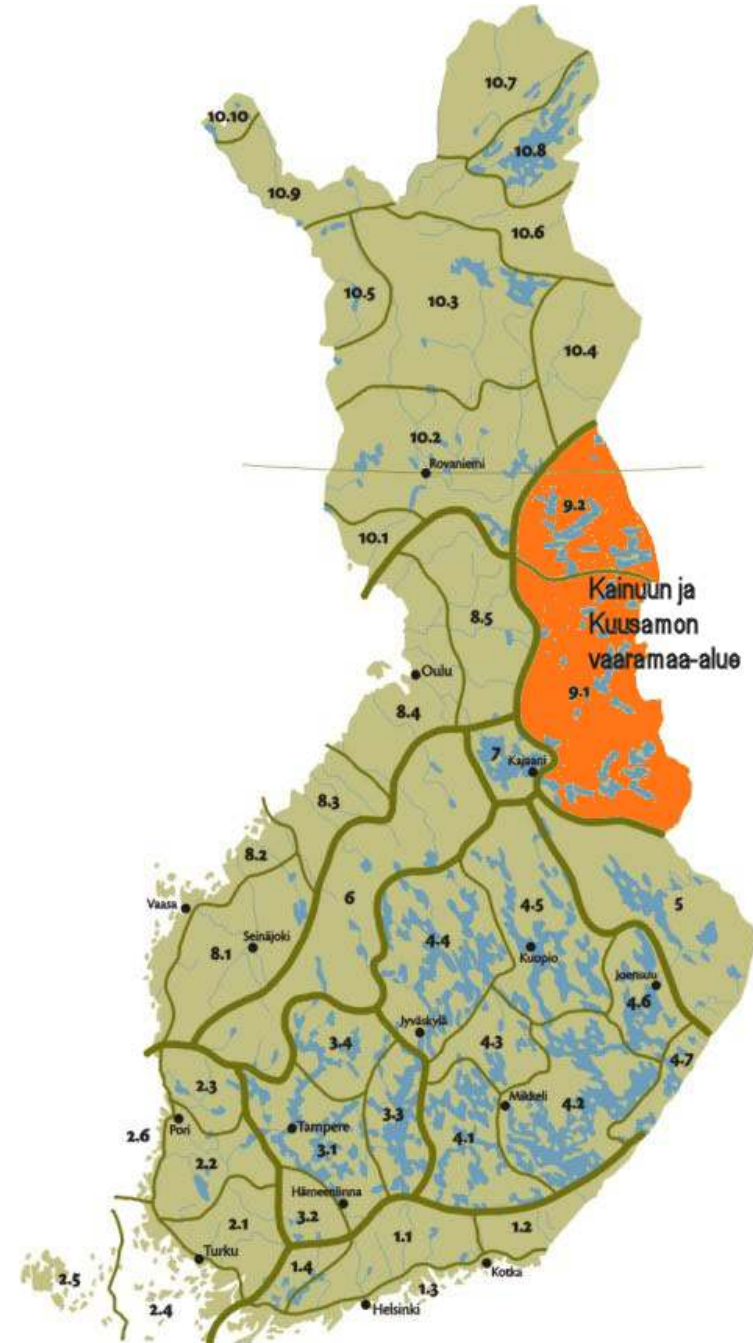 10.7
10.10
10.8
10.9
10.6
10.5
10.3
10.4
10.2
Rovaniemi
9.2
10.1
Kainuun ja
Kuusamon
vaaramaa-alue
8.5
Oulu
9.1
8.4
7
Kajaani
8.3
8.2
6
Vaasa
4.5
5
Seinäjoki
8.1
4.4
Kuopio
Joensuu
4.6
Jyväskylä
3.4
4.3
4.7
2.3
Mikkeli
4.2
3.3
Pori
2.6
Tampere
4.1
3.1
2.2
Hämeenlinna
3.2
2.1
1.1
1.2
Turku
1.4
Kotka
2.5
1.3
2.4
Helsinki